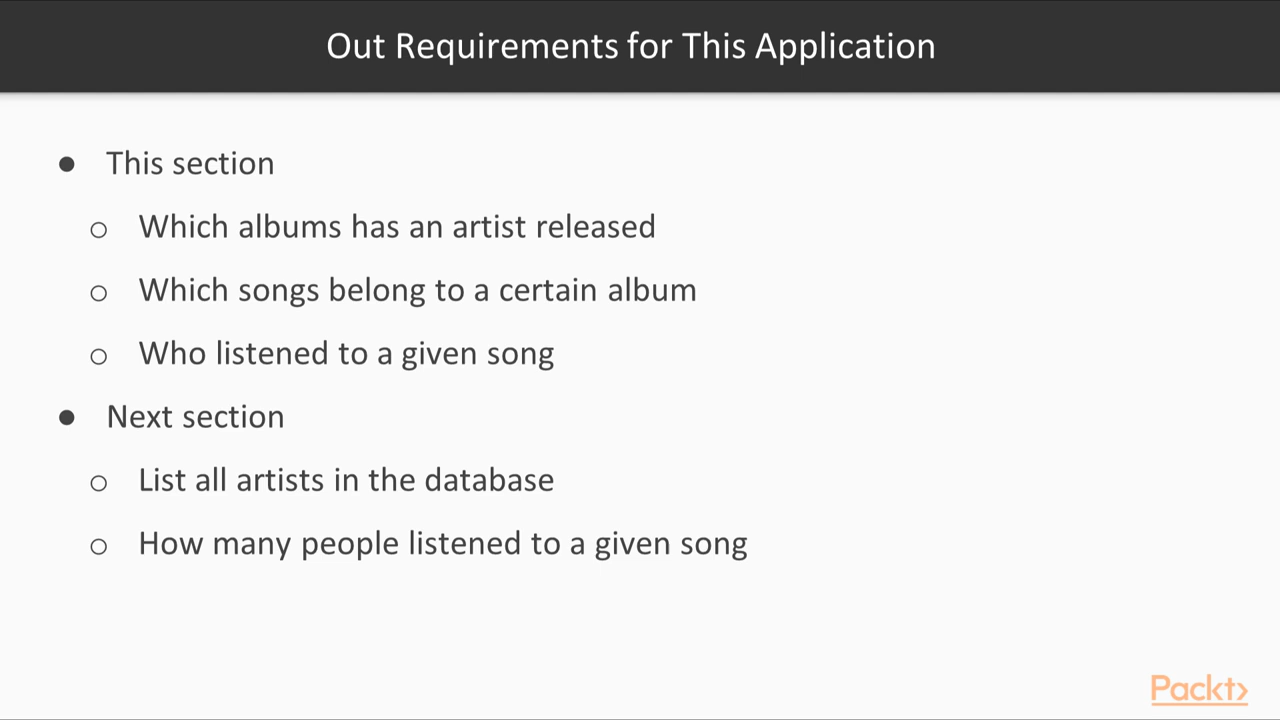 Out Requirements for This Application
● This section
○ Which albums has an artist released
○ Which songs belong to a certain album
○ Who listened to a given song
● Next section
○ List all artists in the database
○ How many people listened to a given song
Packt>